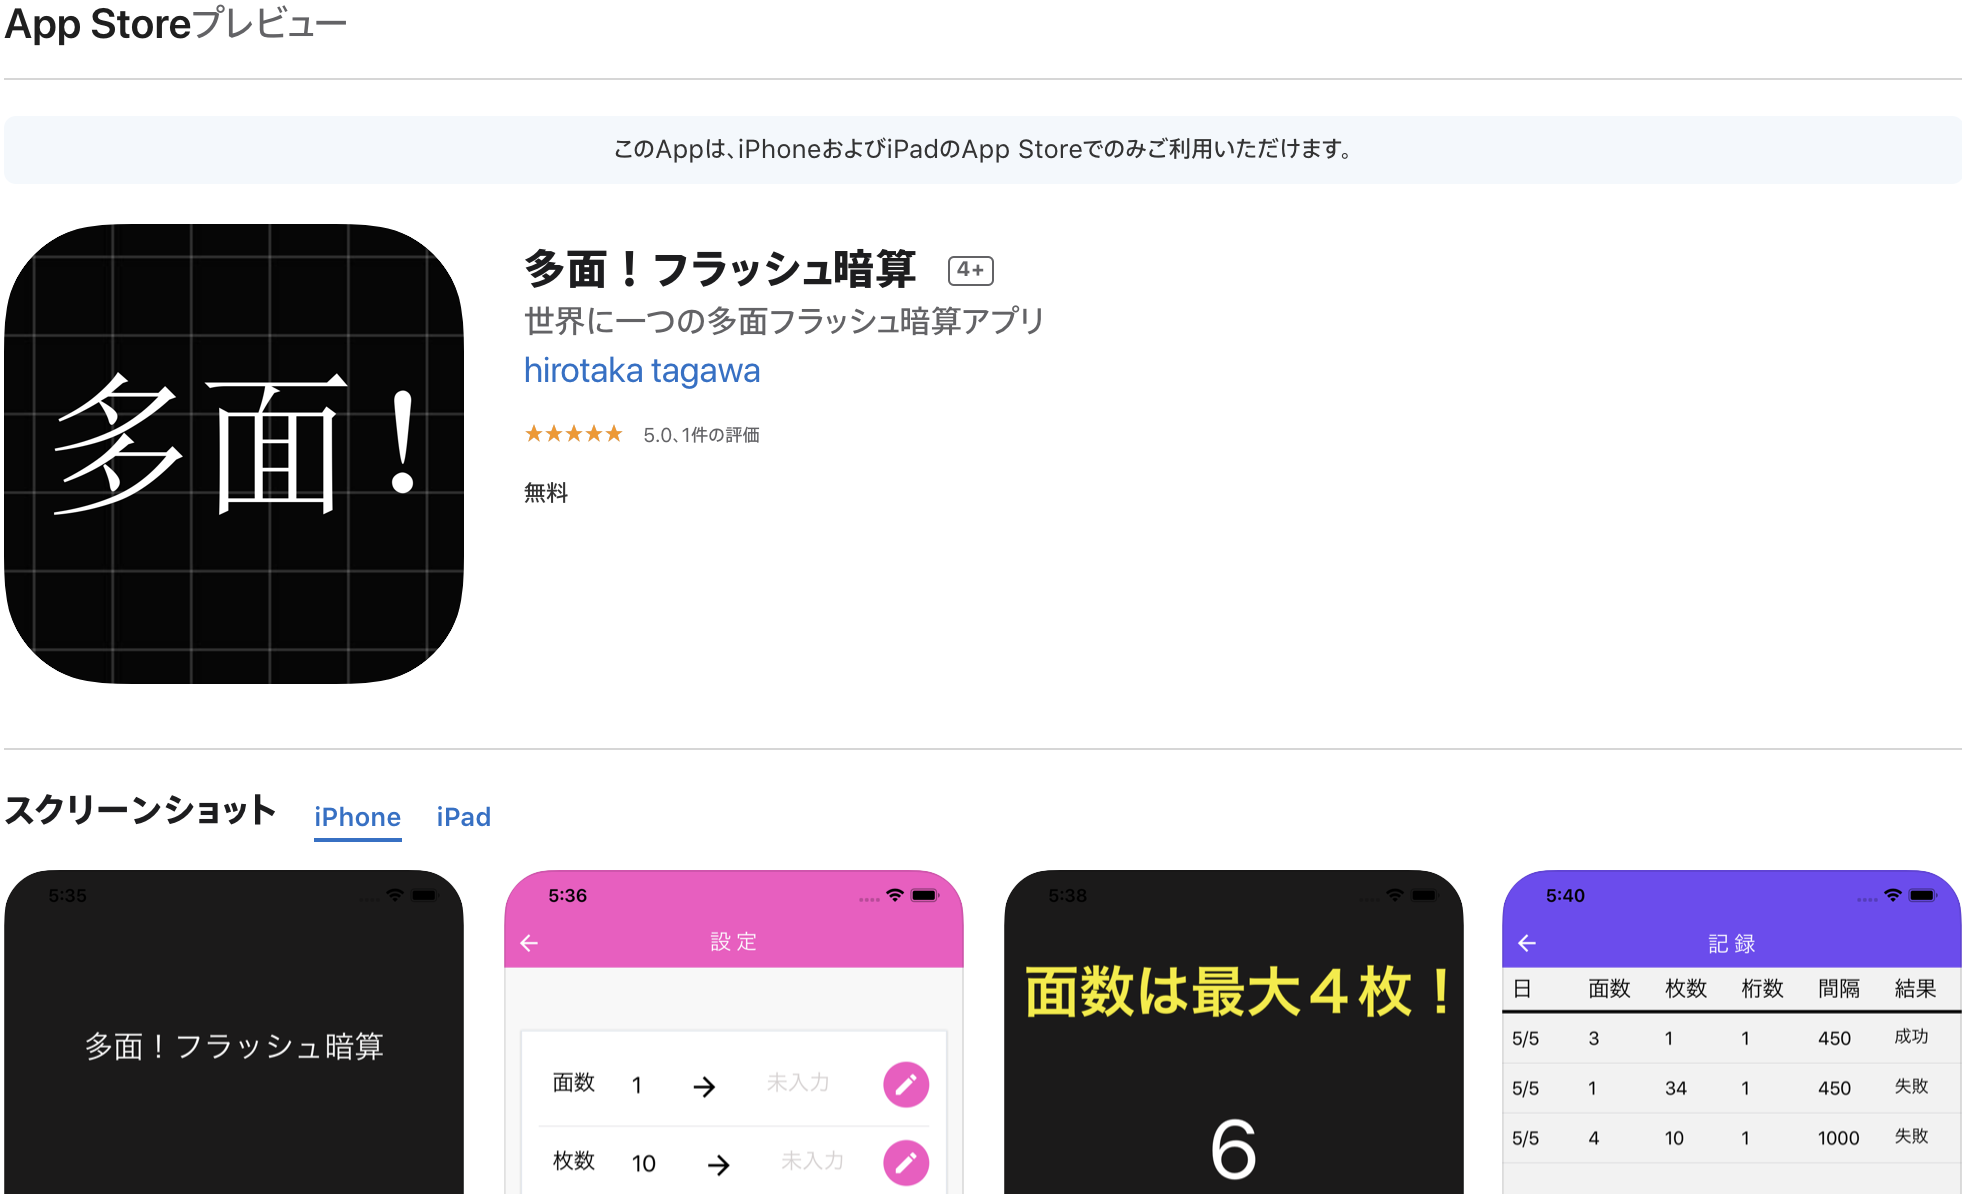 App Storeプレビュー
このAppは、iPhoneおよびiPadのApp Storeでのみご利用いただけます。
多面！
多面！フラッシュ暗算 4+
世界に一つの多面フラッシュ暗算アプリ
hirotaka tagawa
★★★★★ 5.0、1件の評価
無料
スクリーンショット iPhone iPad
5:35
多面！フラッシュ暗算
5:36
設定
面数 1 → 未入力
枚数 10 → 未入力
5:38
面数は最大４枚！
6
5:40
記録
日 面数 枚数 桁数 間隔 結果
5/5 3 1 1 450 成功
5/5 1 34 1 450 失敗
5/5 4 10 1 1000 失敗